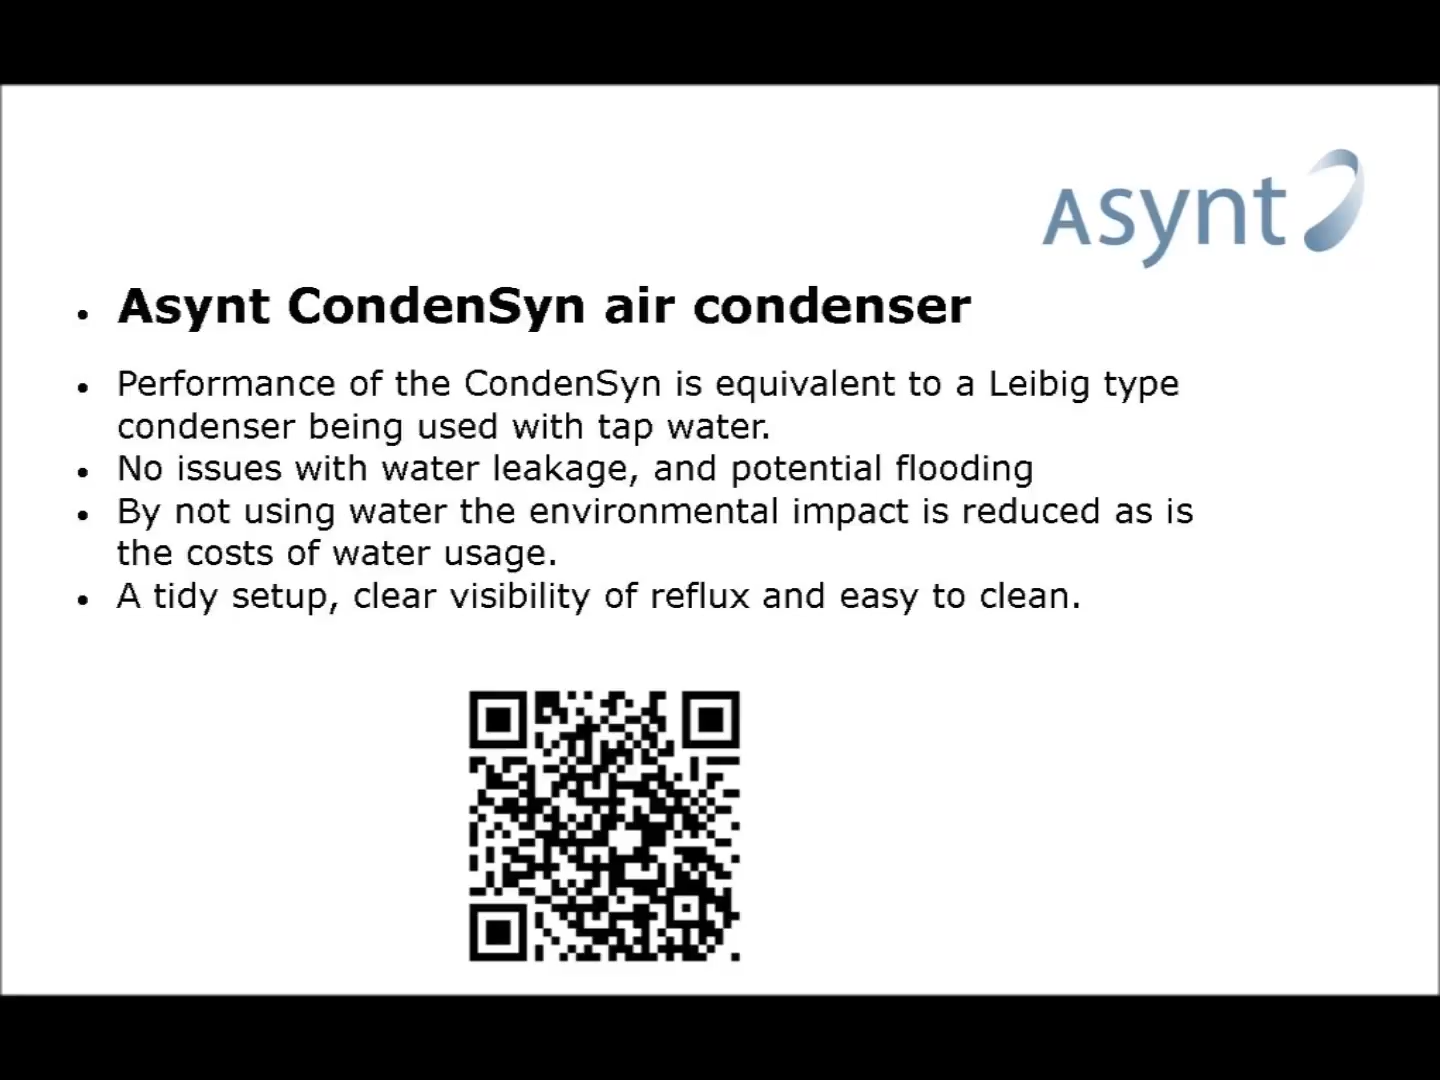 Asynt
• Asynt CondenSyn air condenser
• Performance of the CondenSyn is equivalent to a Leibig type
condenser being used with tap water.
• No issues with water leakage, and potential flooding
• By not using water the environmental impact is reduced as is
the costs of water usage.
• A tidy setup, clear visibility of reflux and easy to clean.